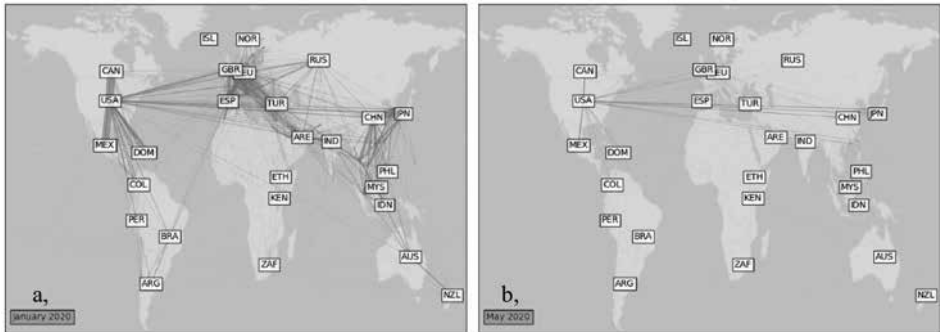 ISL NOR
GBR EU RUS
CAN
USA ESP TUR CHN JPN
MEX DOM ARE IND
COL ETH PHL
KEN MYS
IDN
PER BRA
ARG ZAF AUS
NZL
a,
January 2020
ISL NOR
GBR EU RUS
CAN
USA ESP TUR CHN JPN
MEX DOM ARE IND
COL ETH PHL
KEN MYS
IDN
PER BRA
ARG ZAF AUS
NZL
b,
May 2020